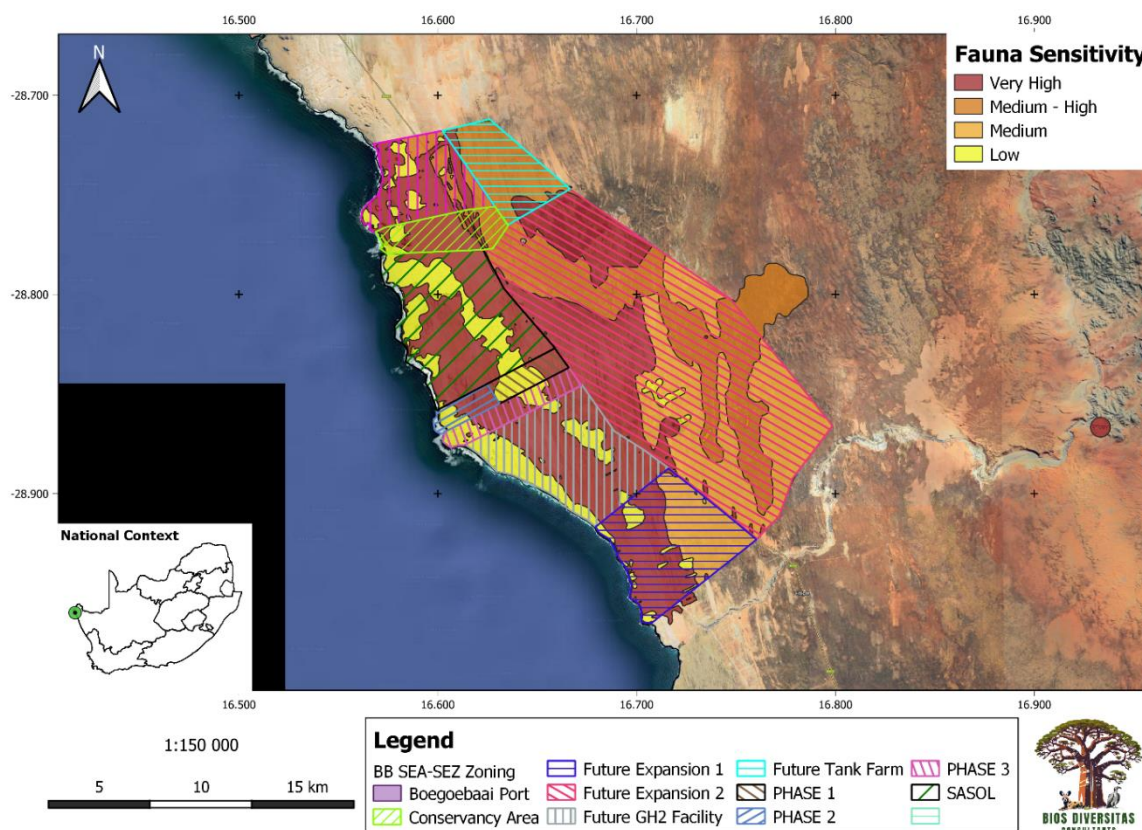 16.500 16.600 16.700 16.800 16.900
N
Fauna Sensitivity
Very High
Medium - High
Medium
Low
-28.700
-28.800
-28.900
National Context
16.500 16.600 16.700 16.800 16.900
1:150 000
5 10 15 km
Legend
BB SEA-SEZ Zoning
Boegoebaai Port
Conservancy Area
Future Expansion 1
Future Expansion 2
Future GH2 Facility
Future Tank Farm
PHASE 1
PHASE 2
PHASE 3
SASOL
BIOS DIVERSITAS
CONSULTANTS